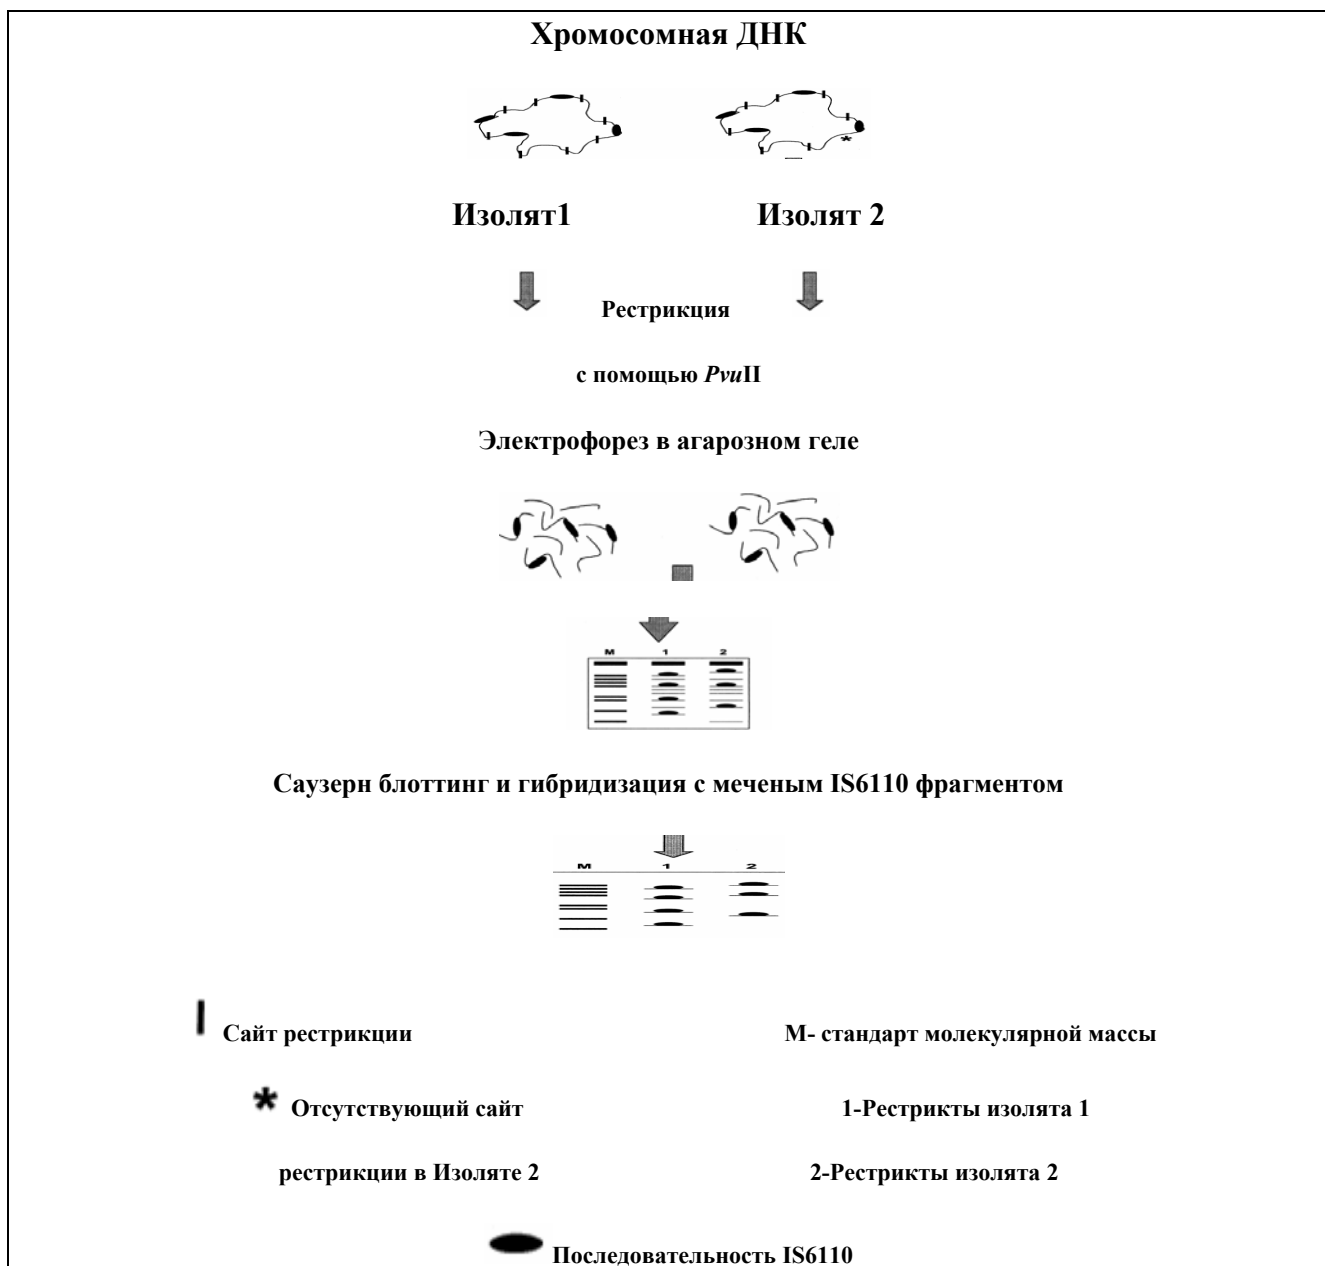 Хромосомная ДНК
*
Изолят1 Изолят 2
Рестрикция
с помощью PvuII
Электрофорез в агарозном геле
M 1 2
Саузерн блоттинг и гибридизация с меченым IS6110 фрагментом
M 1 2
Сайт рестрикции М- стандарт молекулярной массы
* Отсутствующий сайт 1-Рестрикты изолята 1
рестрикции в Изоляте 2 2-Рестрикты изолята 2
Последовательность IS6110